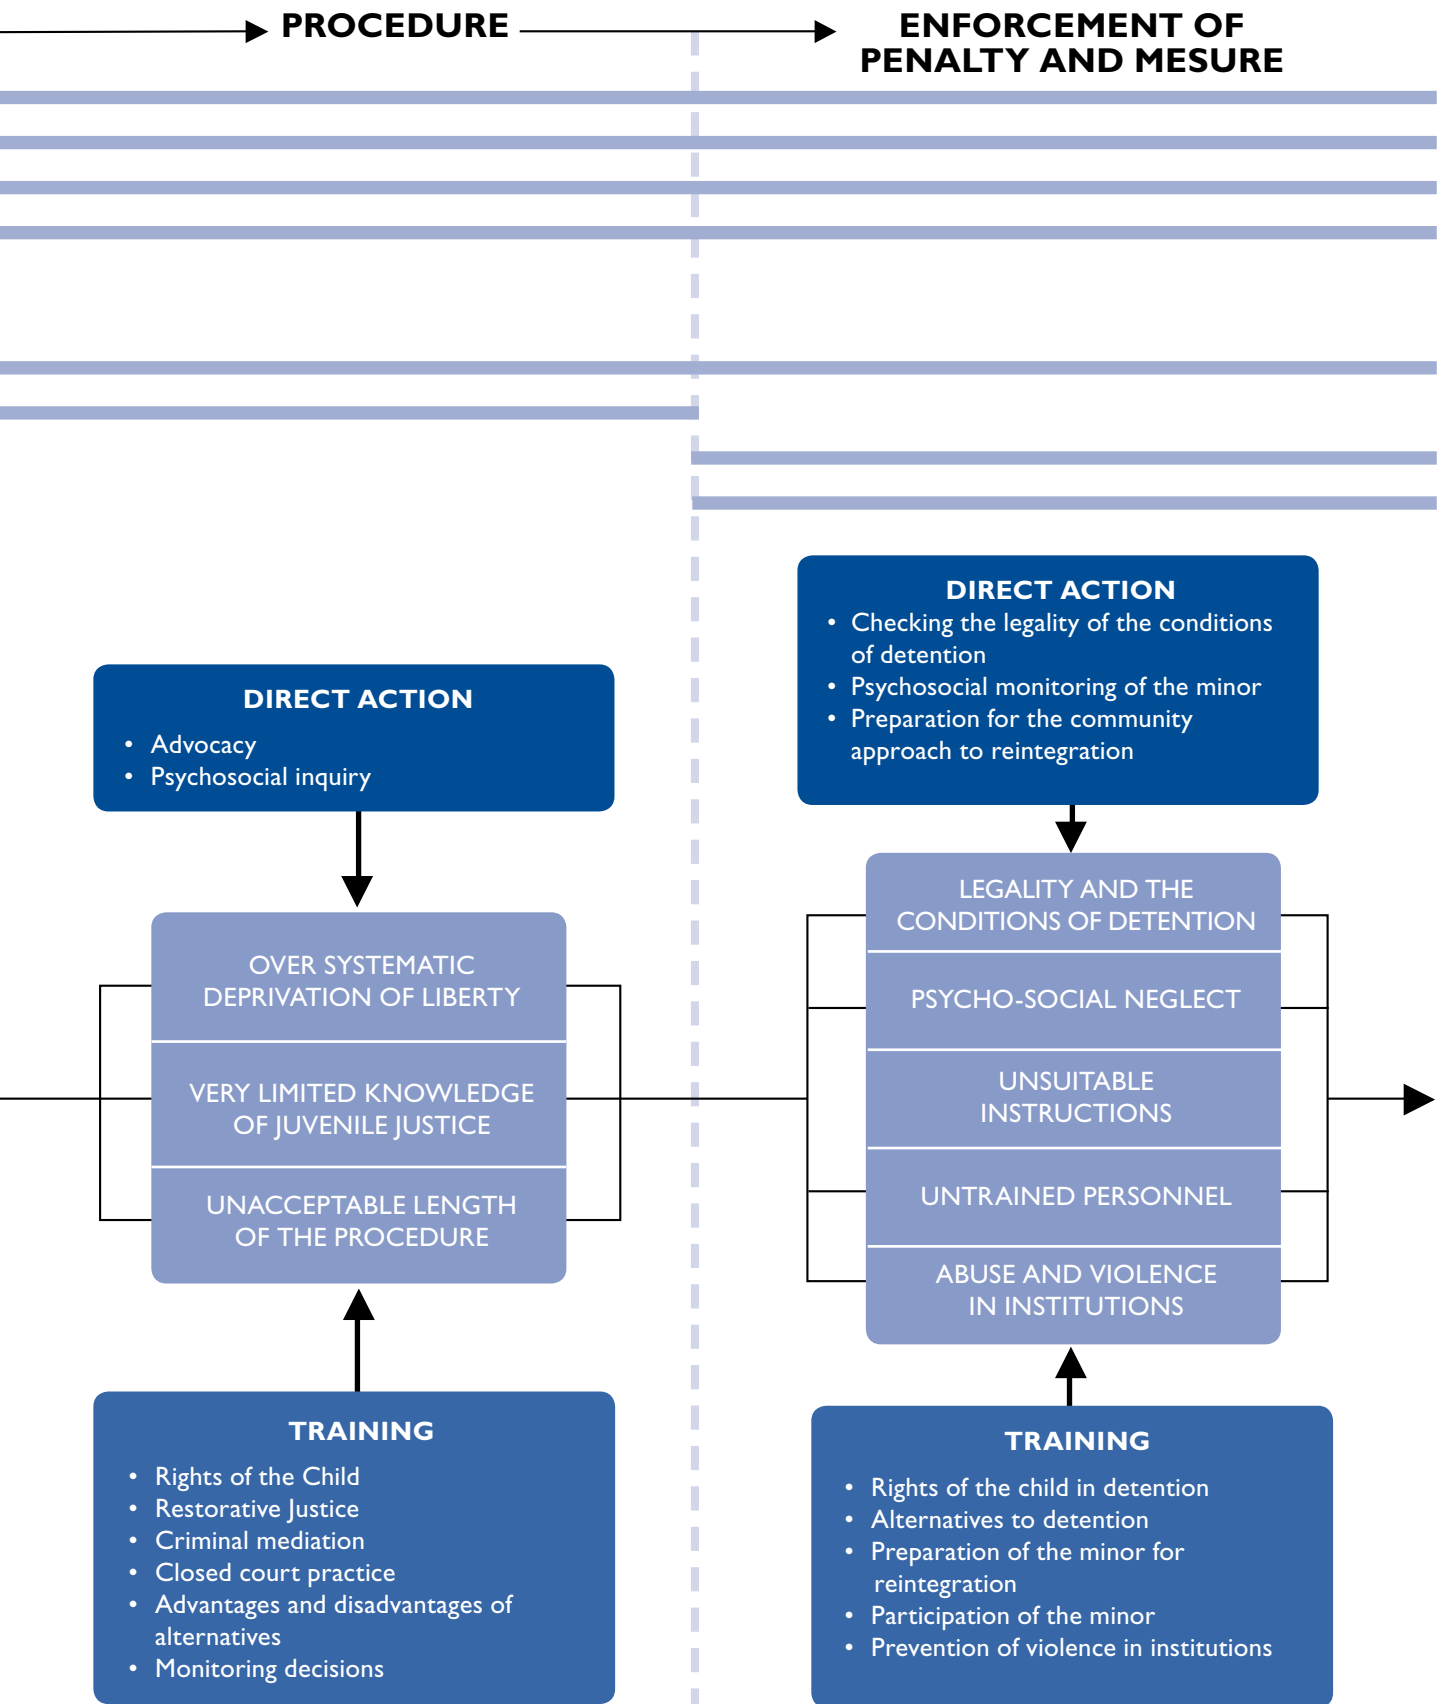 PROCEDURE
ENFORCEMENT OF
PENALTY AND MESURE
DIRECT ACTION
• Advocacy
• Psychosocial inquiry
OVER SYSTEMATIC
DEPRIVATION OF LIBERTY
VERY LIMITED KNOWLEDGE
OF JUVENILE JUSTICE
UNACCEPTABLE LENGTH
OF THE PROCEDURE
TRAINING
• Rights of the Child
• Restorative Justice
• Criminal mediation
• Closed court practice
• Advantages and disadvantages of
alternatives
• Monitoring decisions
DIRECT ACTION
• Checking the legality of the conditions
of detention
• Psychosocial monitoring of the minor
• Preparation for the community
approach to reintegration
LEGALITY AND THE
CONDITIONS OF DETENTION
PSYCHO-SOCIAL NEGLECT
UNSUITABLE
INSTRUCTIONS
UNTRAINED PERSONNEL
ABUSE AND VIOLENCE
IN INSTITUTIONS
TRAINING
• Rights of the child in detention
• Alternatives to detention
• Preparation of the minor for
reintegration
• Participation of the minor
• Prevention of violence in institutions